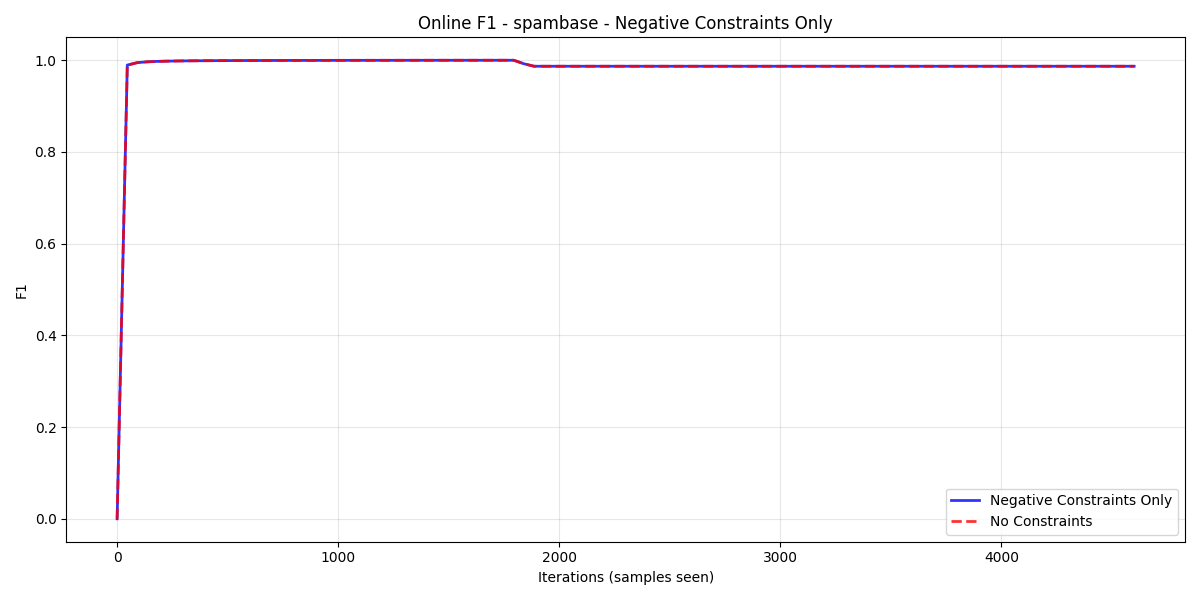 Online F1 - spambase - Negative Constraints Only
1.0
0.8
0.6
0.4
0.2
0.0
F1
0 1000 2000 3000 4000
Iterations (samples seen)
Negative Constraints Only
No Constraints